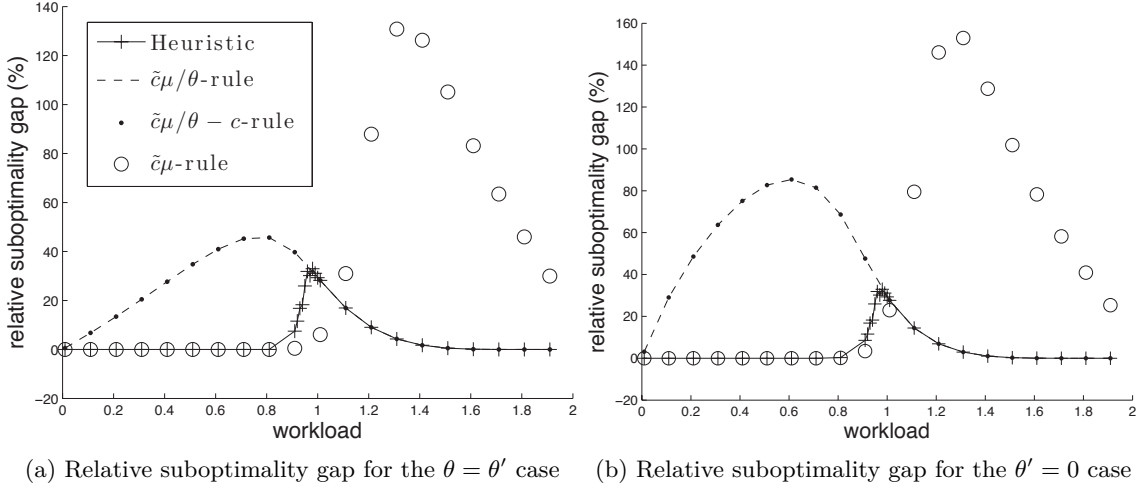 140
120
100
80
60
40
20
0
−20
relative suboptimality gap (%)
Heuristic
c̃μ/θ-rule
c̃μ/θ − c-rule
c̃μ-rule
0 0.2 0.4 0.6 0.8 1 1.2 1.4 1.6 1.8 2
workload
(a) Relative suboptimality gap for the θ = θ′ case
160
140
120
100
80
60
40
20
0
−20
relative suboptimality gap (%)
0 0.2 0.4 0.6 0.8 1 1.2 1.4 1.6 1.8 2
workload
(b) Relative suboptimality gap for the θ′ = 0 case